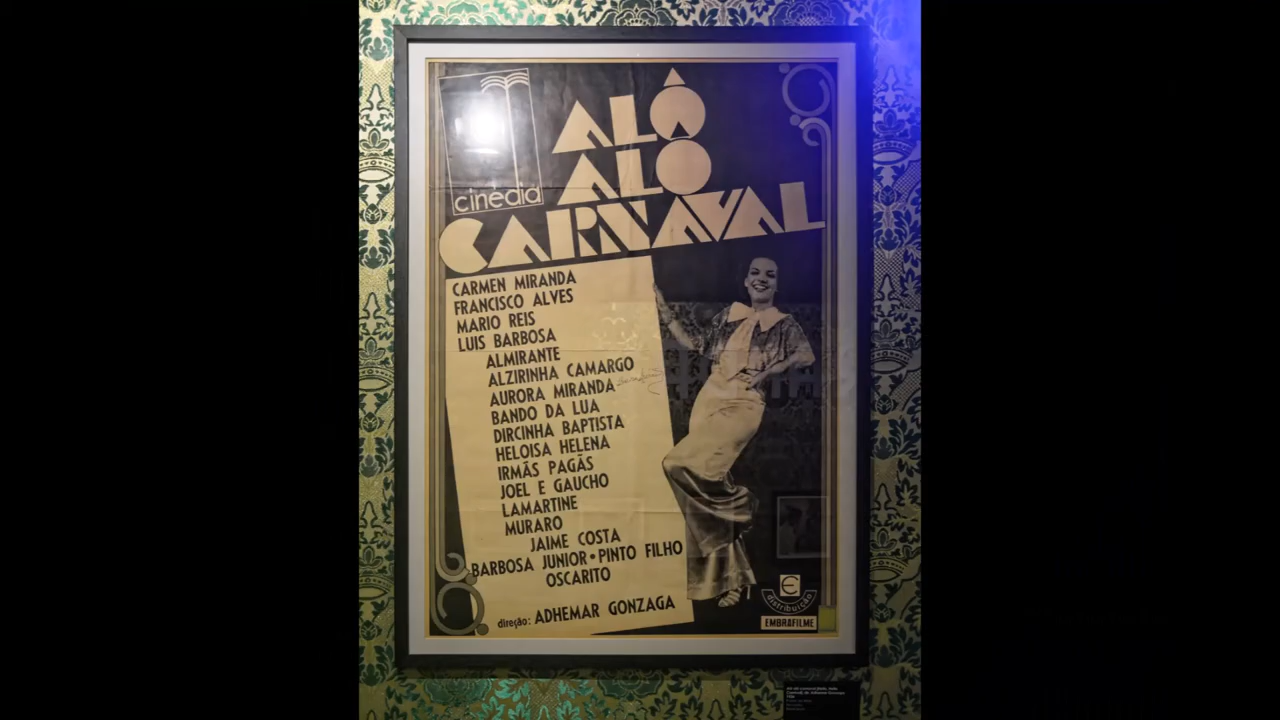 cinédia
ALÔ
ALÔ
CARNAVAL
CARMEN MIRANDA
FRANCISCO ALVES
MARIO REIS
LUIS BARBOSA
ALMIRANTE
ALZIRINHA CAMARGO
AURORA MIRANDA
BANDO DA LUA
DIRCINHA BAPTISTA
HELOISA HELENA
IRMÃS PAGÃS
JOEL E GAUCHO
LAMARTINE
MURARO
JAIME COSTA
BARBOSA JUNIOR • PINTO FILHO
OSCARITO
direção: ADHEMAR GONZAGA
E
distribuição
EMBRAFILME